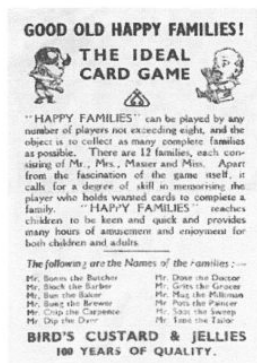 GOOD OLD HAPPY FAMILIES!
THE IDEAL
CARD GAME
"HAPPY FAMILIES" can be played by any
number of players not exceeding eight, and the
object is to collect as many complete families
as possible. There are 12 families, each con-
sisting of Mr., Mrs., Master and Miss. Apart
from the fascination of the game itself, it
calls for a degree of skill in memorising the
player who holds wanted cards to complete a
family. "HAPPY FAMILIES" teaches
children to be keen and quick and provides
many hours of amusement and enjoyment for
both children and adults.
The following are the Names of the Families :—
Mr. Bones the Butcher
Mr. Dose the Doctor
Mr. Block the Barber
Mr. Grits the Grocer
Mr. Bun the Baker
Mr. Mug the Milkman
Mr. Bung the Brewer
Mr. Pots the Painter
Mr. Chip the Carpenter
Mr. Soot the Sweep
Mr. Dip the Dyer
Mr. Tape the Tailor
BIRD'S CUSTARD & JELLIES
100 YEARS OF QUALITY.